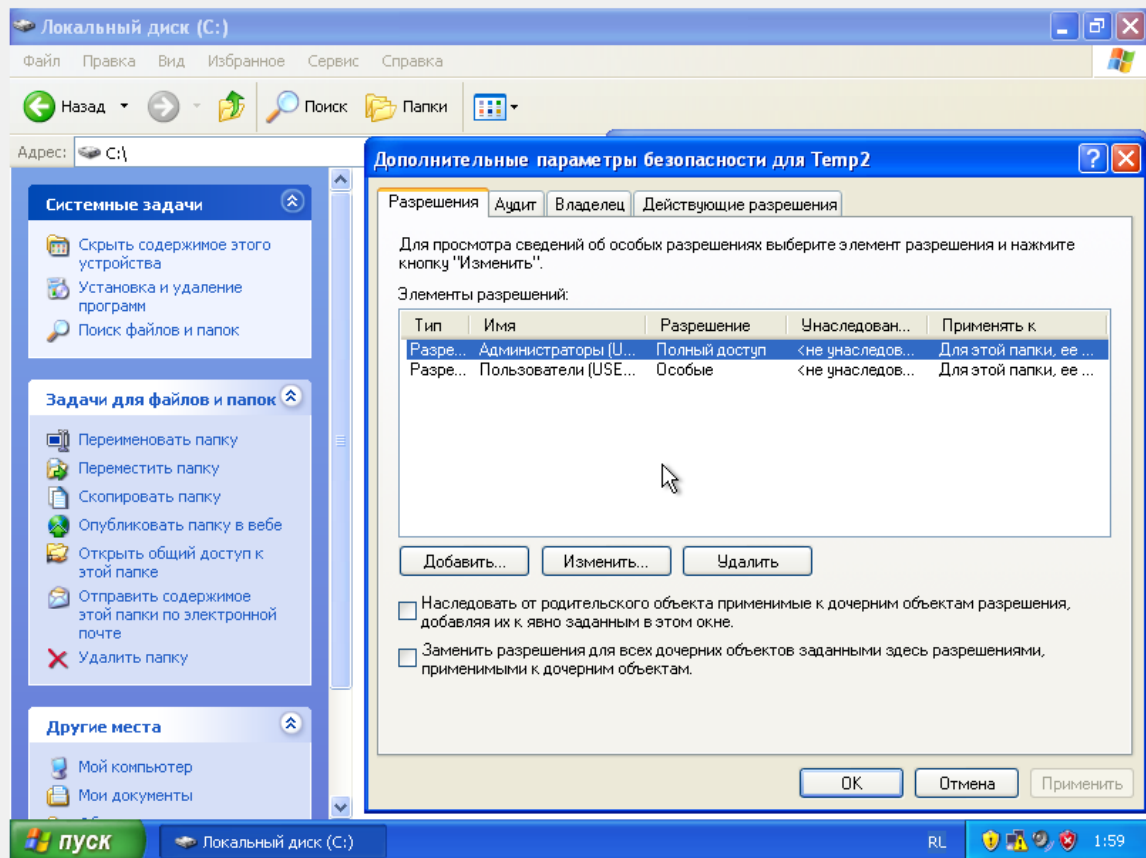 Локальный диск (C:)
Файл Правка Вид Избранное Сервис Справка
Назад Поиск Папки
Адрес: C:\
Системные задачи
Скрыть содержимое этого
устройства
Установка и удаление
программ
Поиск файлов и папок
Задачи для файлов и папок
Переименовать папку
Переместить папку
Скопировать папку
Опубликовать папку в вебе
Открыть общий доступ к
этой папке
Отправить содержимое
этой папки по электронной
почте
Удалить папку
Другие места
Мой компьютер
Мои документы
Дополнительные параметры безопасности для Temp2
Разрешения Аудит Владелец Действующие разрешения
Для просмотра сведений об особых разрешениях выберите элемент разрешения и нажмите
кнопку "Изменить".
Элементы разрешений:
Тип Имя Разрешение Унаследован... Применять к
Разре... Администраторы (U... Полный доступ <не унаследов... Для этой папки, ее ...
Разре... Пользователи (USE... Особые <не унаследов... Для этой папки, ее ...
Добавить... Изменить... Удалить
Наследовать от родительского объекта применимые к дочерним объектам разрешения,
добавляя их к явно заданным в этом окне.
Заменить разрешения для всех дочерних объектов заданными здесь разрешениями,
применимыми к дочерним объектам.
OK Отмена Применить
пуск Локальный диск (C:) RL 1:59